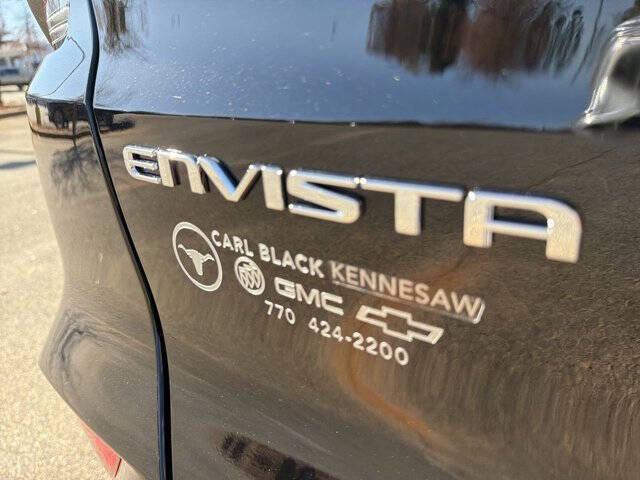 ENVISTA
CARL BLACK KENNESAW
GMC
770 424-2200